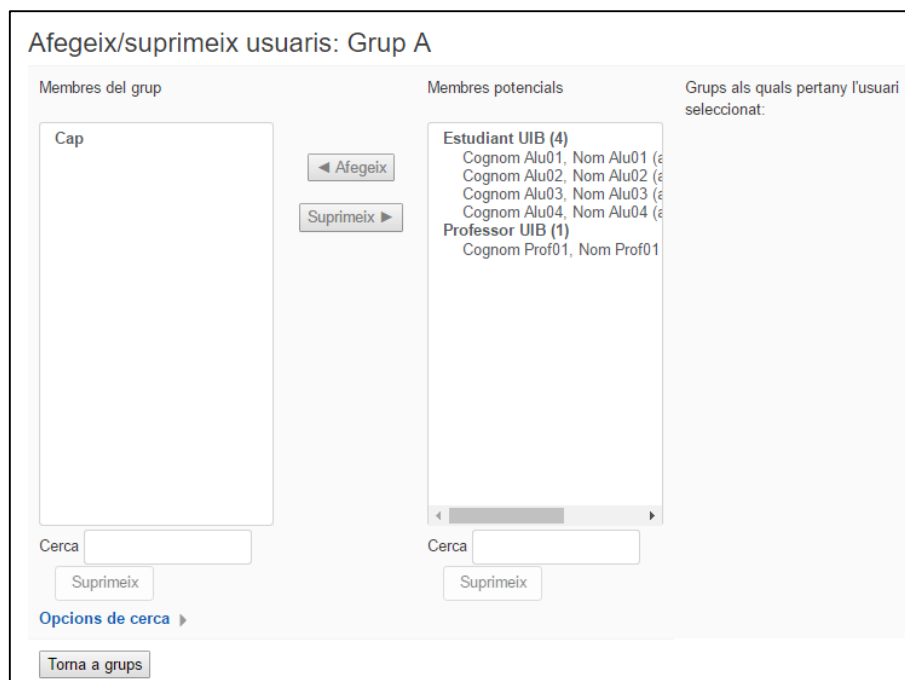 Afegeix/suprimeix usuaris: Grup A
Membres del grup
Membres potencials
Grups als quals pertany l'usuari
seleccionat:
Cap
◄ Afegeix
Suprimeix ►
Estudiant UIB (4)
Cognom Alu01, Nom Alu01 (a
Cognom Alu02, Nom Alu02 (a
Cognom Alu03, Nom Alu03 (a
Cognom Alu04, Nom Alu04 (a
Professor UIB (1)
Cognom Prof01, Nom Prof01
Cerca
Suprimeix
Cerca
Suprimeix
Opcions de cerca
Torna a grups